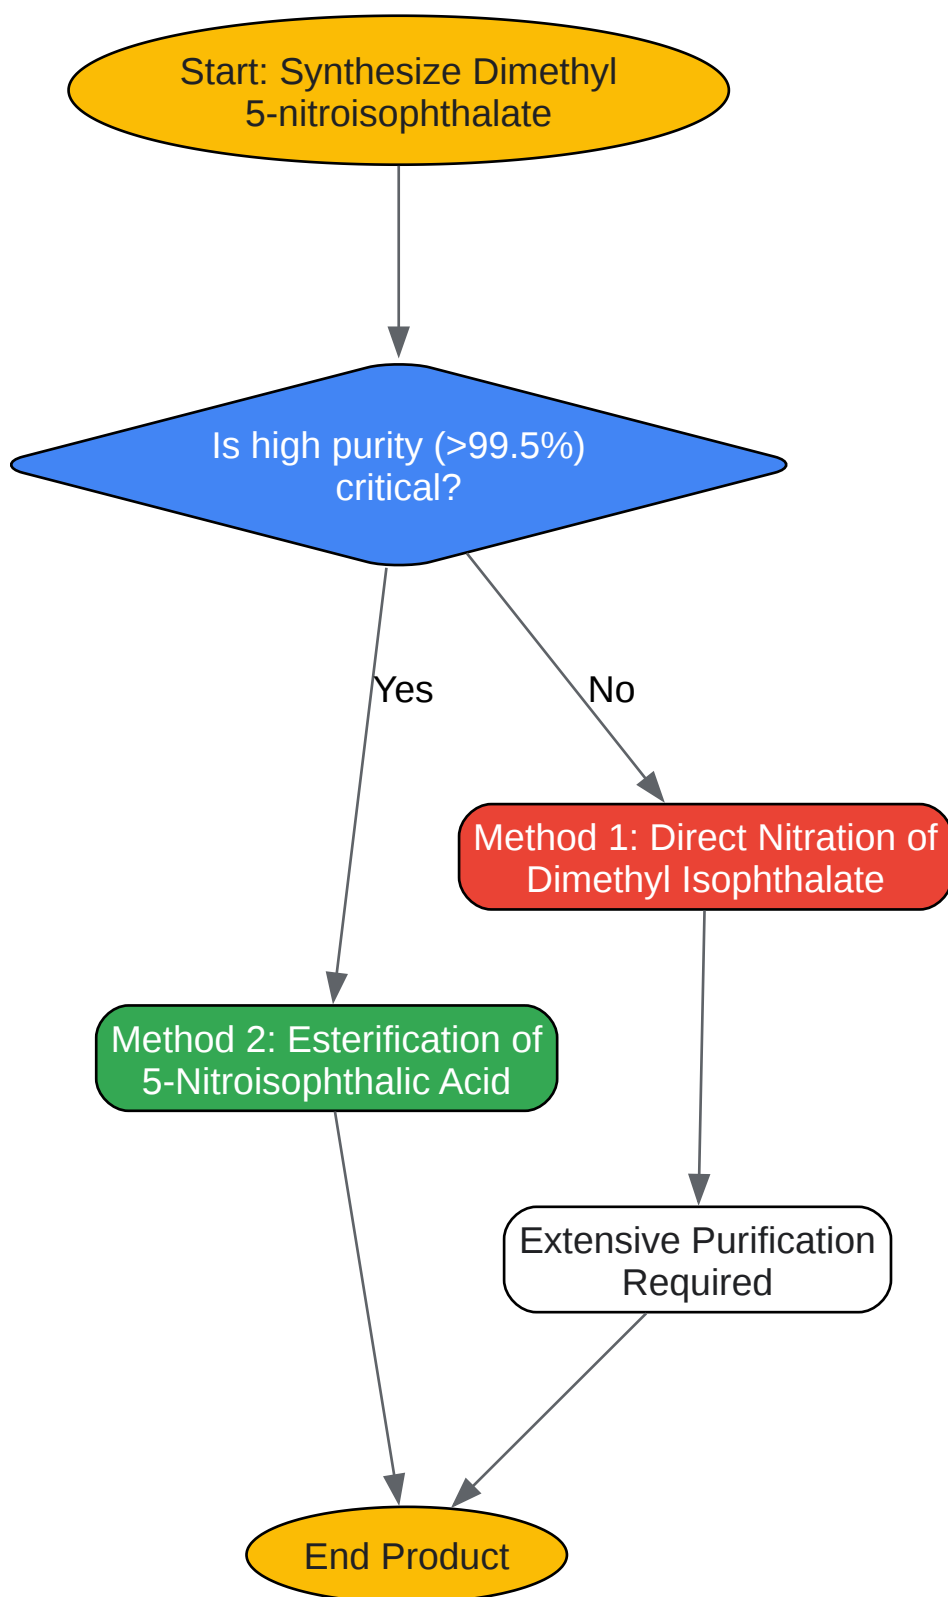 Start: Synthesize Dimethyl
5-nitroisophthalate
Is high purity (>99.5%)
critical?
Yes
No
Method 1: Direct Nitration of
Dimethyl Isophthalate
Method 2: Esterification of
5-Nitroisophthalic Acid
Extensive Purification
Required
End Product